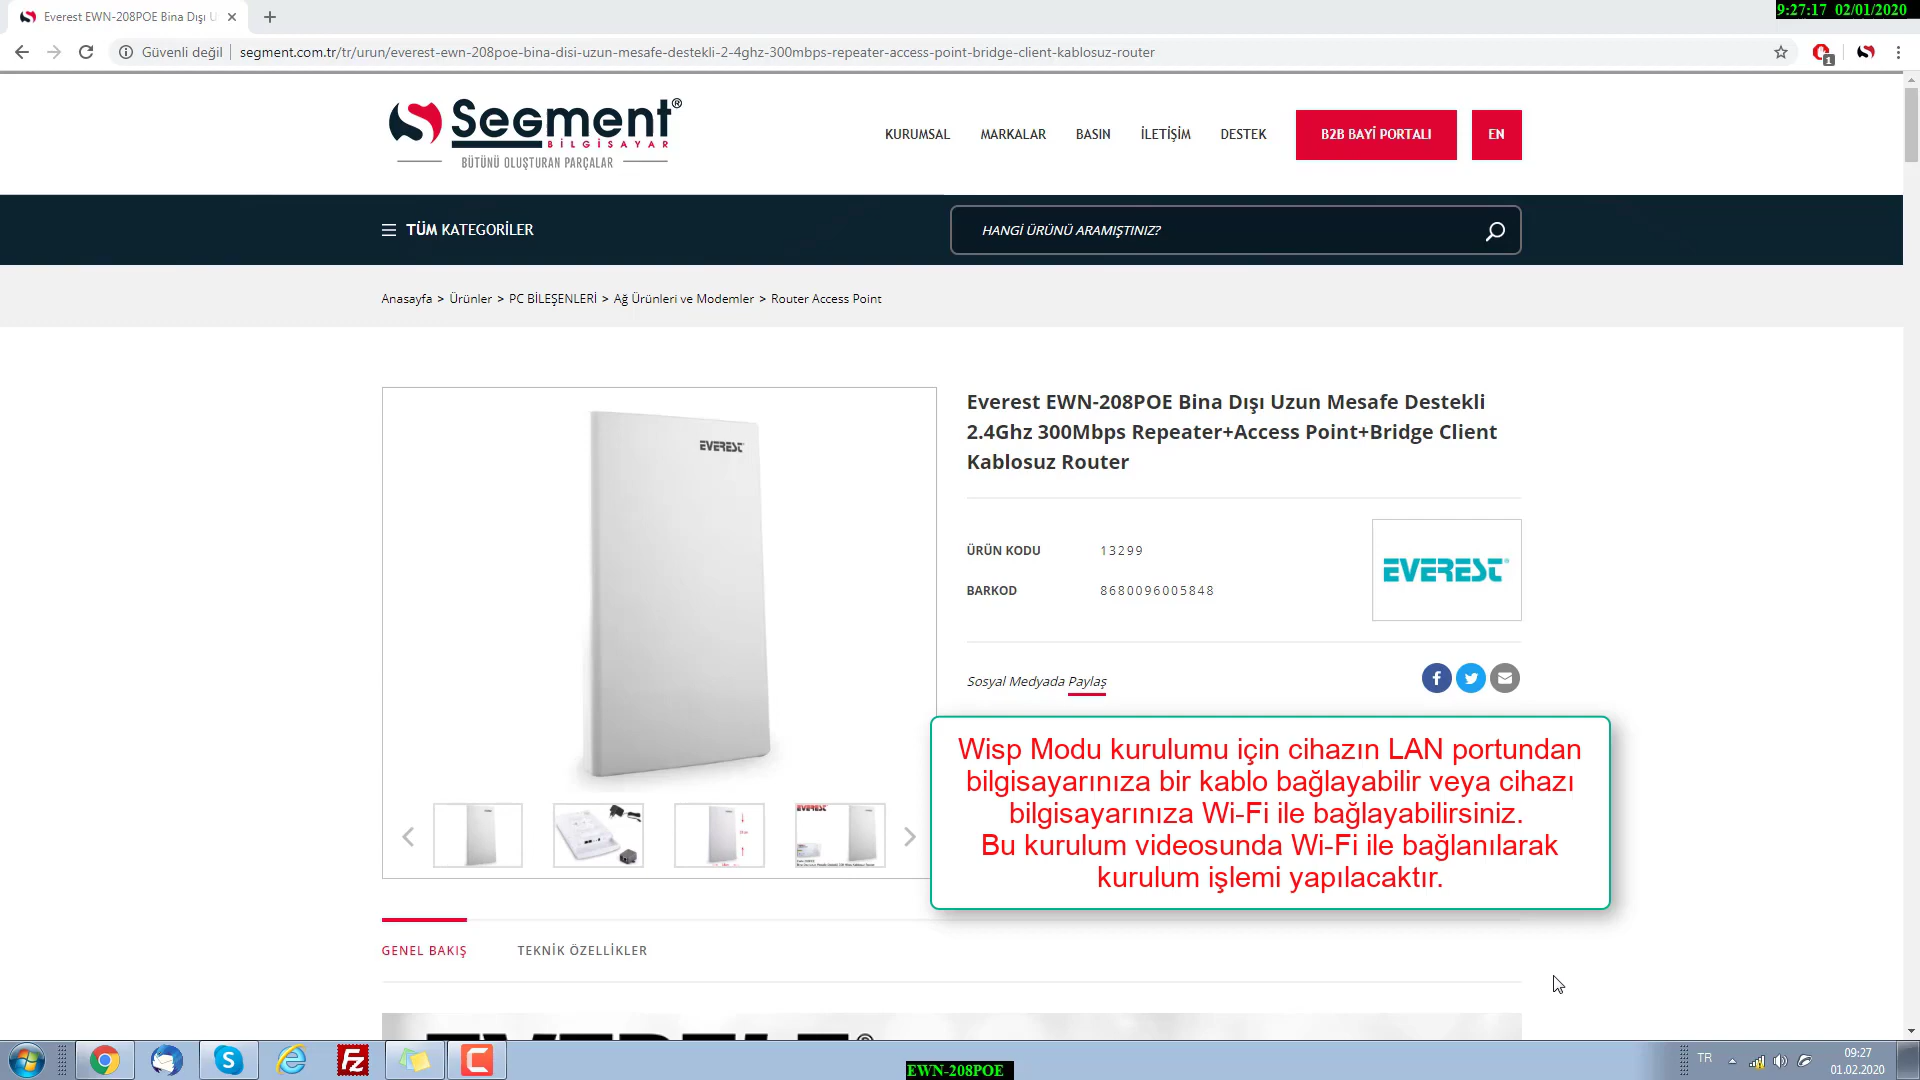 Everest EWN-208POE Bina Dışı U
9:27:17 02/01/2020
Güvenli değil
segment.com.tr/tr/urun/everest-ewn-208poe-bina-disi-uzun-mesafe-destekli-2-4ghz-300mbps-repeater-access-point-bridge-client-kablosuz-router
1
Segment®
BİLGİSAYAR
BÜTÜNÜ OLUŞTURAN PARÇALAR
KURUMSAL MARKALAR BASIN İLETİŞİM DESTEK B2B BAYİ PORTALI EN
TÜM KATEGORİLER
HANGİ ÜRÜNÜ ARAMIŞTINIZ?
Anasayfa > Ürünler > PC BİLEŞENLERİ > Ağ Ürünleri ve Modemler > Router Access Point
EVEREST
Everest EWN-208POE Bina Dışı Uzun Mesafe Destekli
2.4Ghz 300Mbps Repeater+Access Point+Bridge Client
Kablosuz Router
ÜRÜN KODU 13299
BARKOD 8680096005848
EVEREST®
Sosyal Medyada Paylaş
Wisp Modu kurulumu için cihazın LAN portundan
bilgisayarınıza bir kablo bağlayabilir veya cihazı
bilgisayarınıza Wi-Fi ile bağlayabilirsiniz.
Bu kurulum videosunda Wi-Fi ile bağlanılarak
kurulum işlemi yapılacaktır.
EVEREST
GENEL BAKIŞ TEKNİK ÖZELLİKLER
EWN-208POE
TR
09:27
01.02.2020